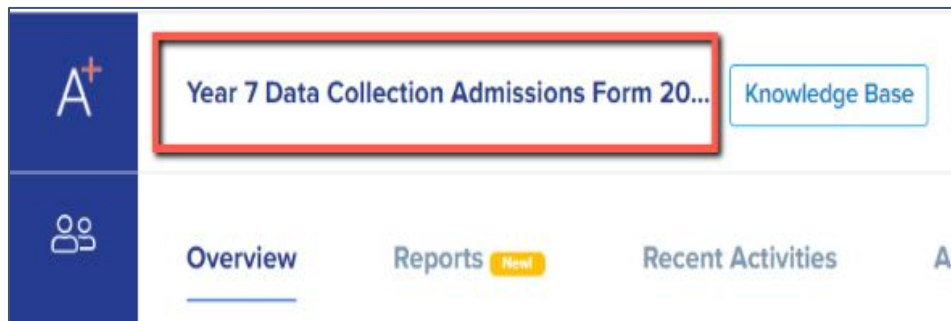 A+
Year 7 Data Collection Admissions Form 20...
Knowledge Base
Overview
Reports New!
Recent Activities
A